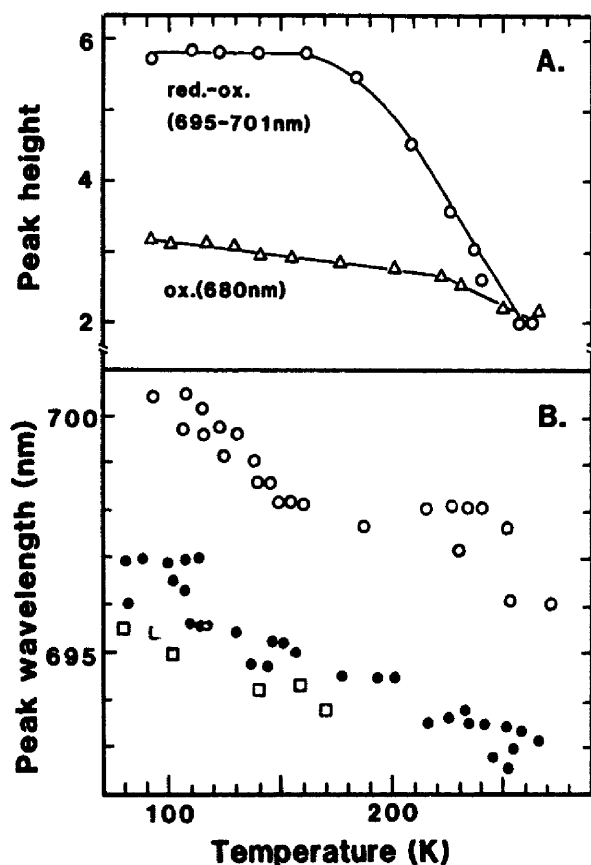 6
A.
red.-ox.
(695-701nm)
4
Peak height
ox.(680nm)
2
700
B.
Peak wavelength (nm)
695
100
200
Temperature (K)